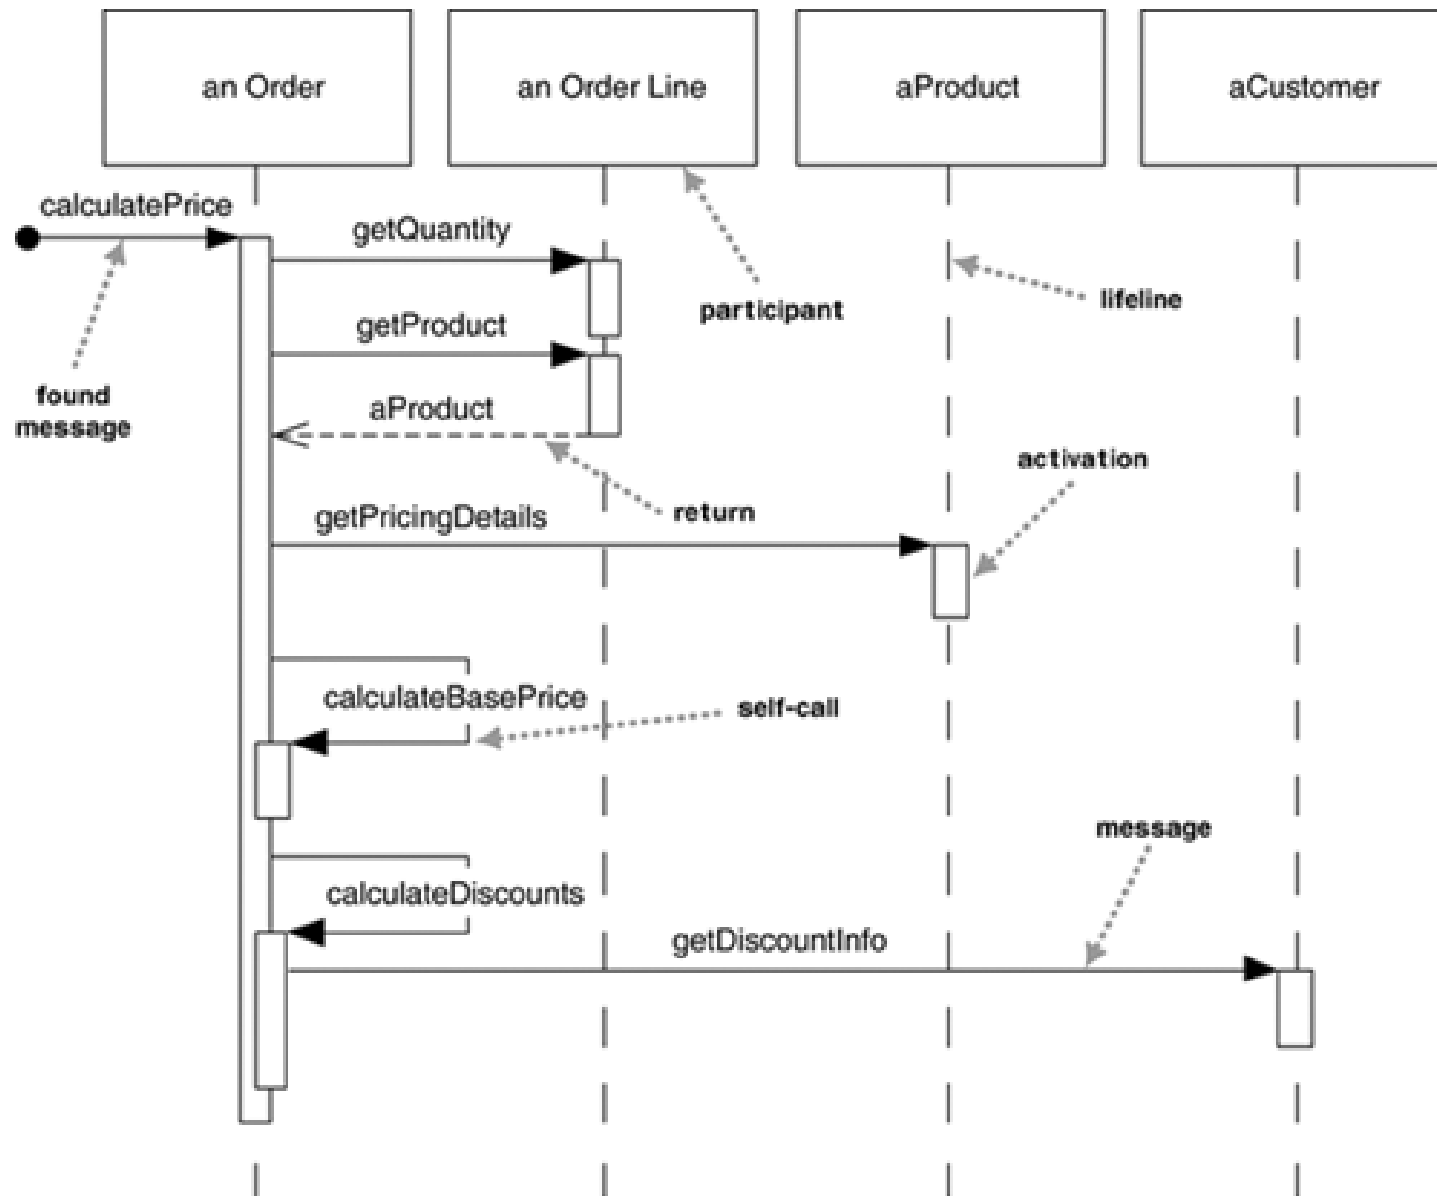 an Order
an Order Line
aProduct
aCustomer
calculatePrice
getQuantity
participant
lifeline
getProduct
found
message
aProduct
activation
return
getPricingDetails
calculateBasePrice
self-call
message
calculateDiscounts
getDiscountInfo